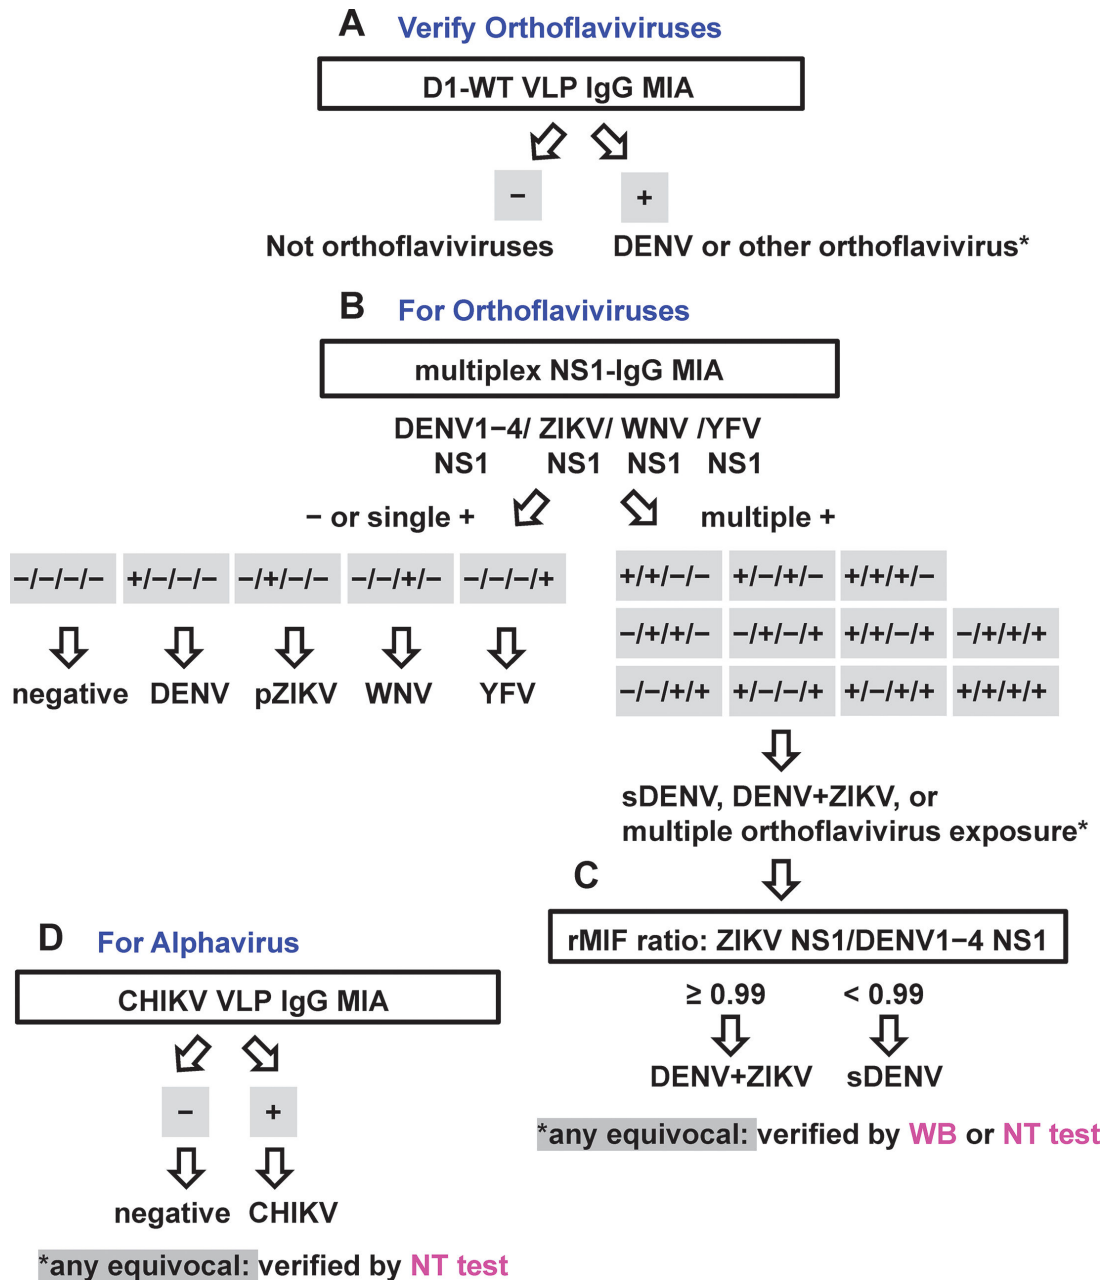 A Verify Orthoflaviviruses
D1-WT VLP IgG MIA
− +
Not orthoflaviviruses DENV or other orthoflavivirus*
B For Orthoflaviviruses
multiplex NS1-IgG MIA
DENV1−4/ ZIKV/ WNV /YFV
NS1 NS1 NS1 NS1
− or single + multiple +
−/−/−/− +/−/−/− −/+/−/− −/−/+/− −/−/−/+
negative DENV pZIKV WNV YFV
+/+/−/− +/−/+/− +/+/+/−
−/+/+/− −/+/−/+ +/+/−/+ −/+/+/+
−/−/+/+ +/−/−/+ +/−/+/+ +/+/+/+
sDENV, DENV+ZIKV, or
multiple orthoflavivirus exposure*
C
rMIF ratio: ZIKV NS1/DENV1−4 NS1
≥ 0.99 < 0.99
DENV+ZIKV sDENV
*any equivocal: verified by WB or NT test
D For Alphavirus
CHIKV VLP IgG MIA
− +
negative CHIKV
*any equivocal: verified by NT test